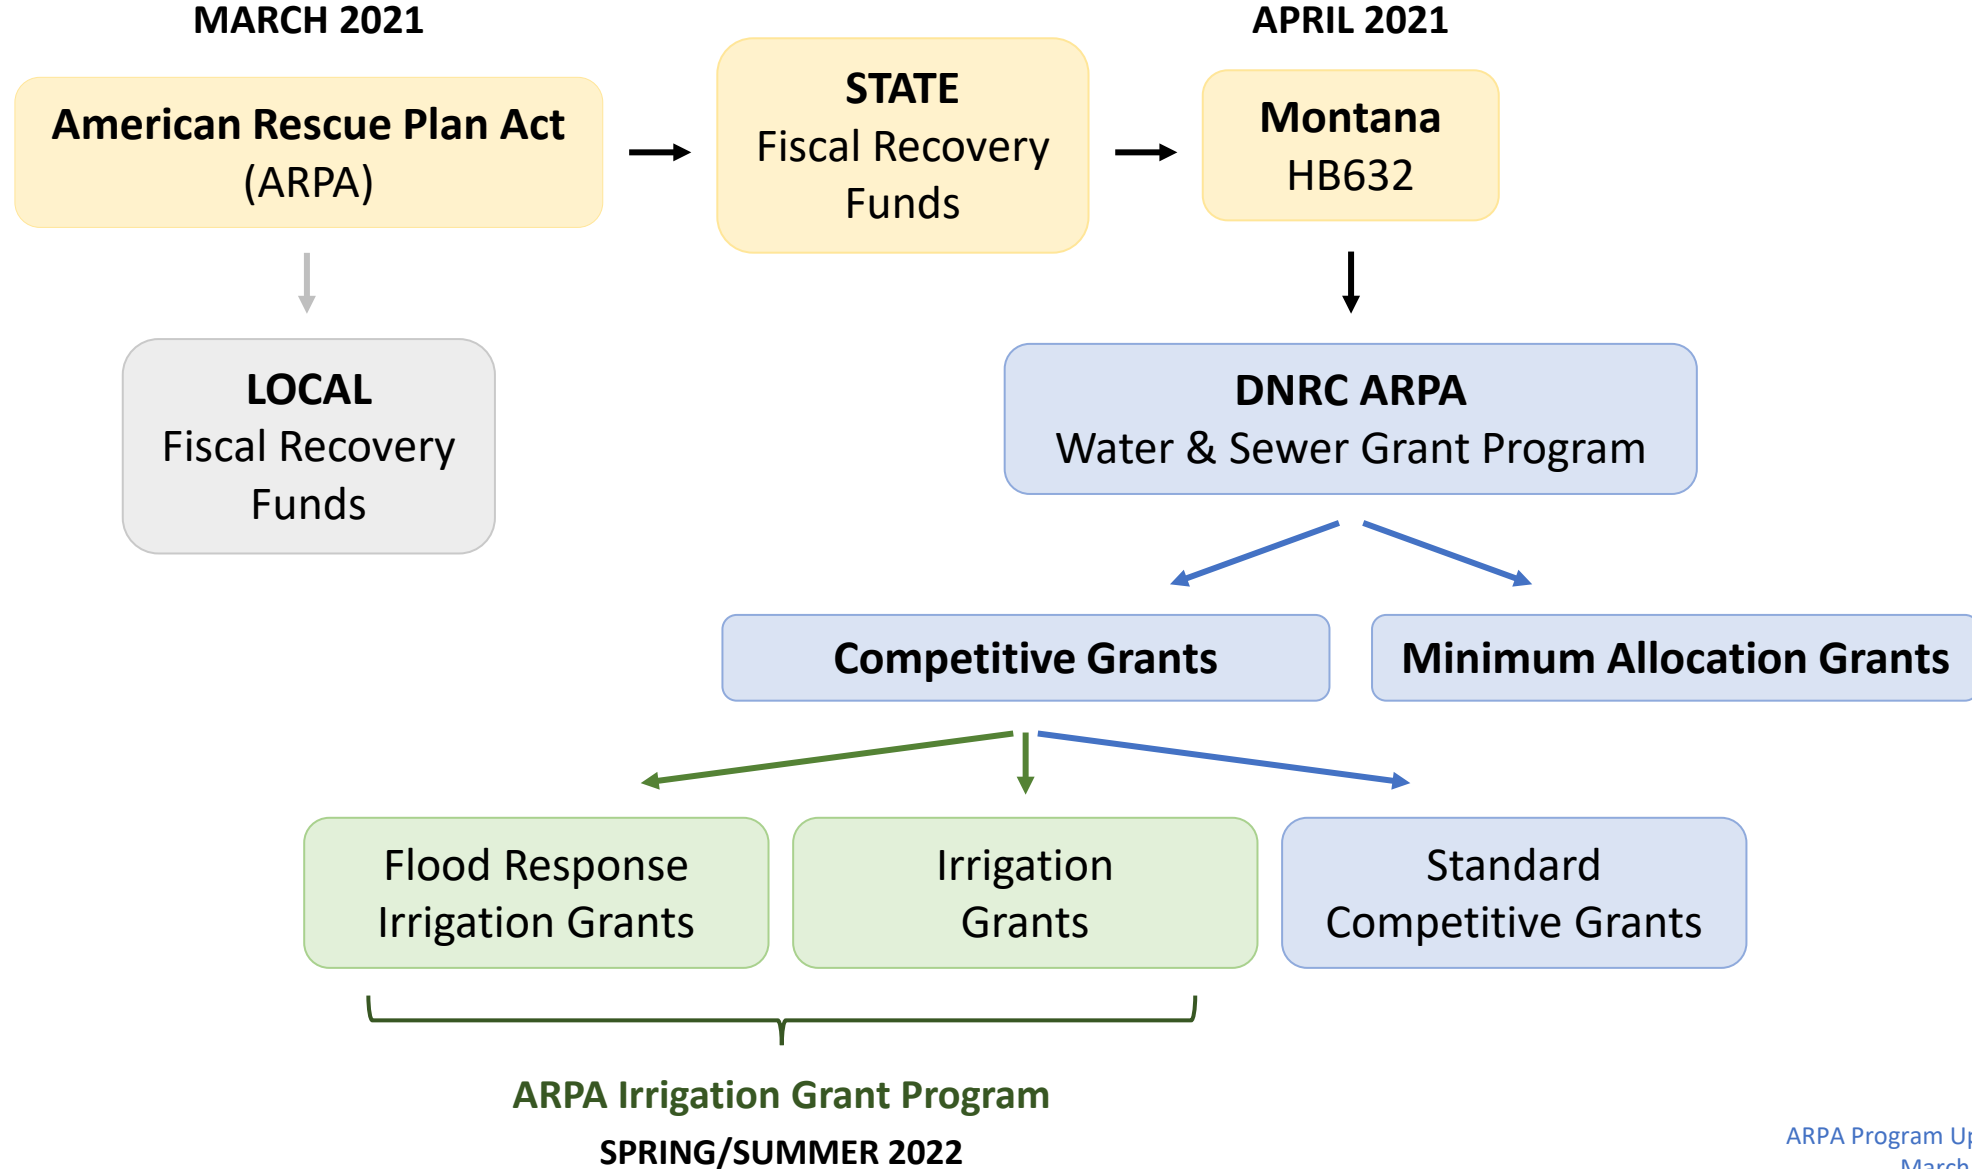 MARCH 2021
APRIL 2021
American Rescue Plan Act
(ARPA)
STATE
Fiscal Recovery
Funds
Montana
HB632
LOCAL
Fiscal Recovery
Funds
DNRC ARPA
Water & Sewer Grant Program
Competitive Grants
Minimum Allocation Grants
Flood Response
Irrigation Grants
Irrigation
Grants
Standard
Competitive Grants
ARPA Irrigation Grant Program
SPRING/SUMMER 2022
ARPA Program
March